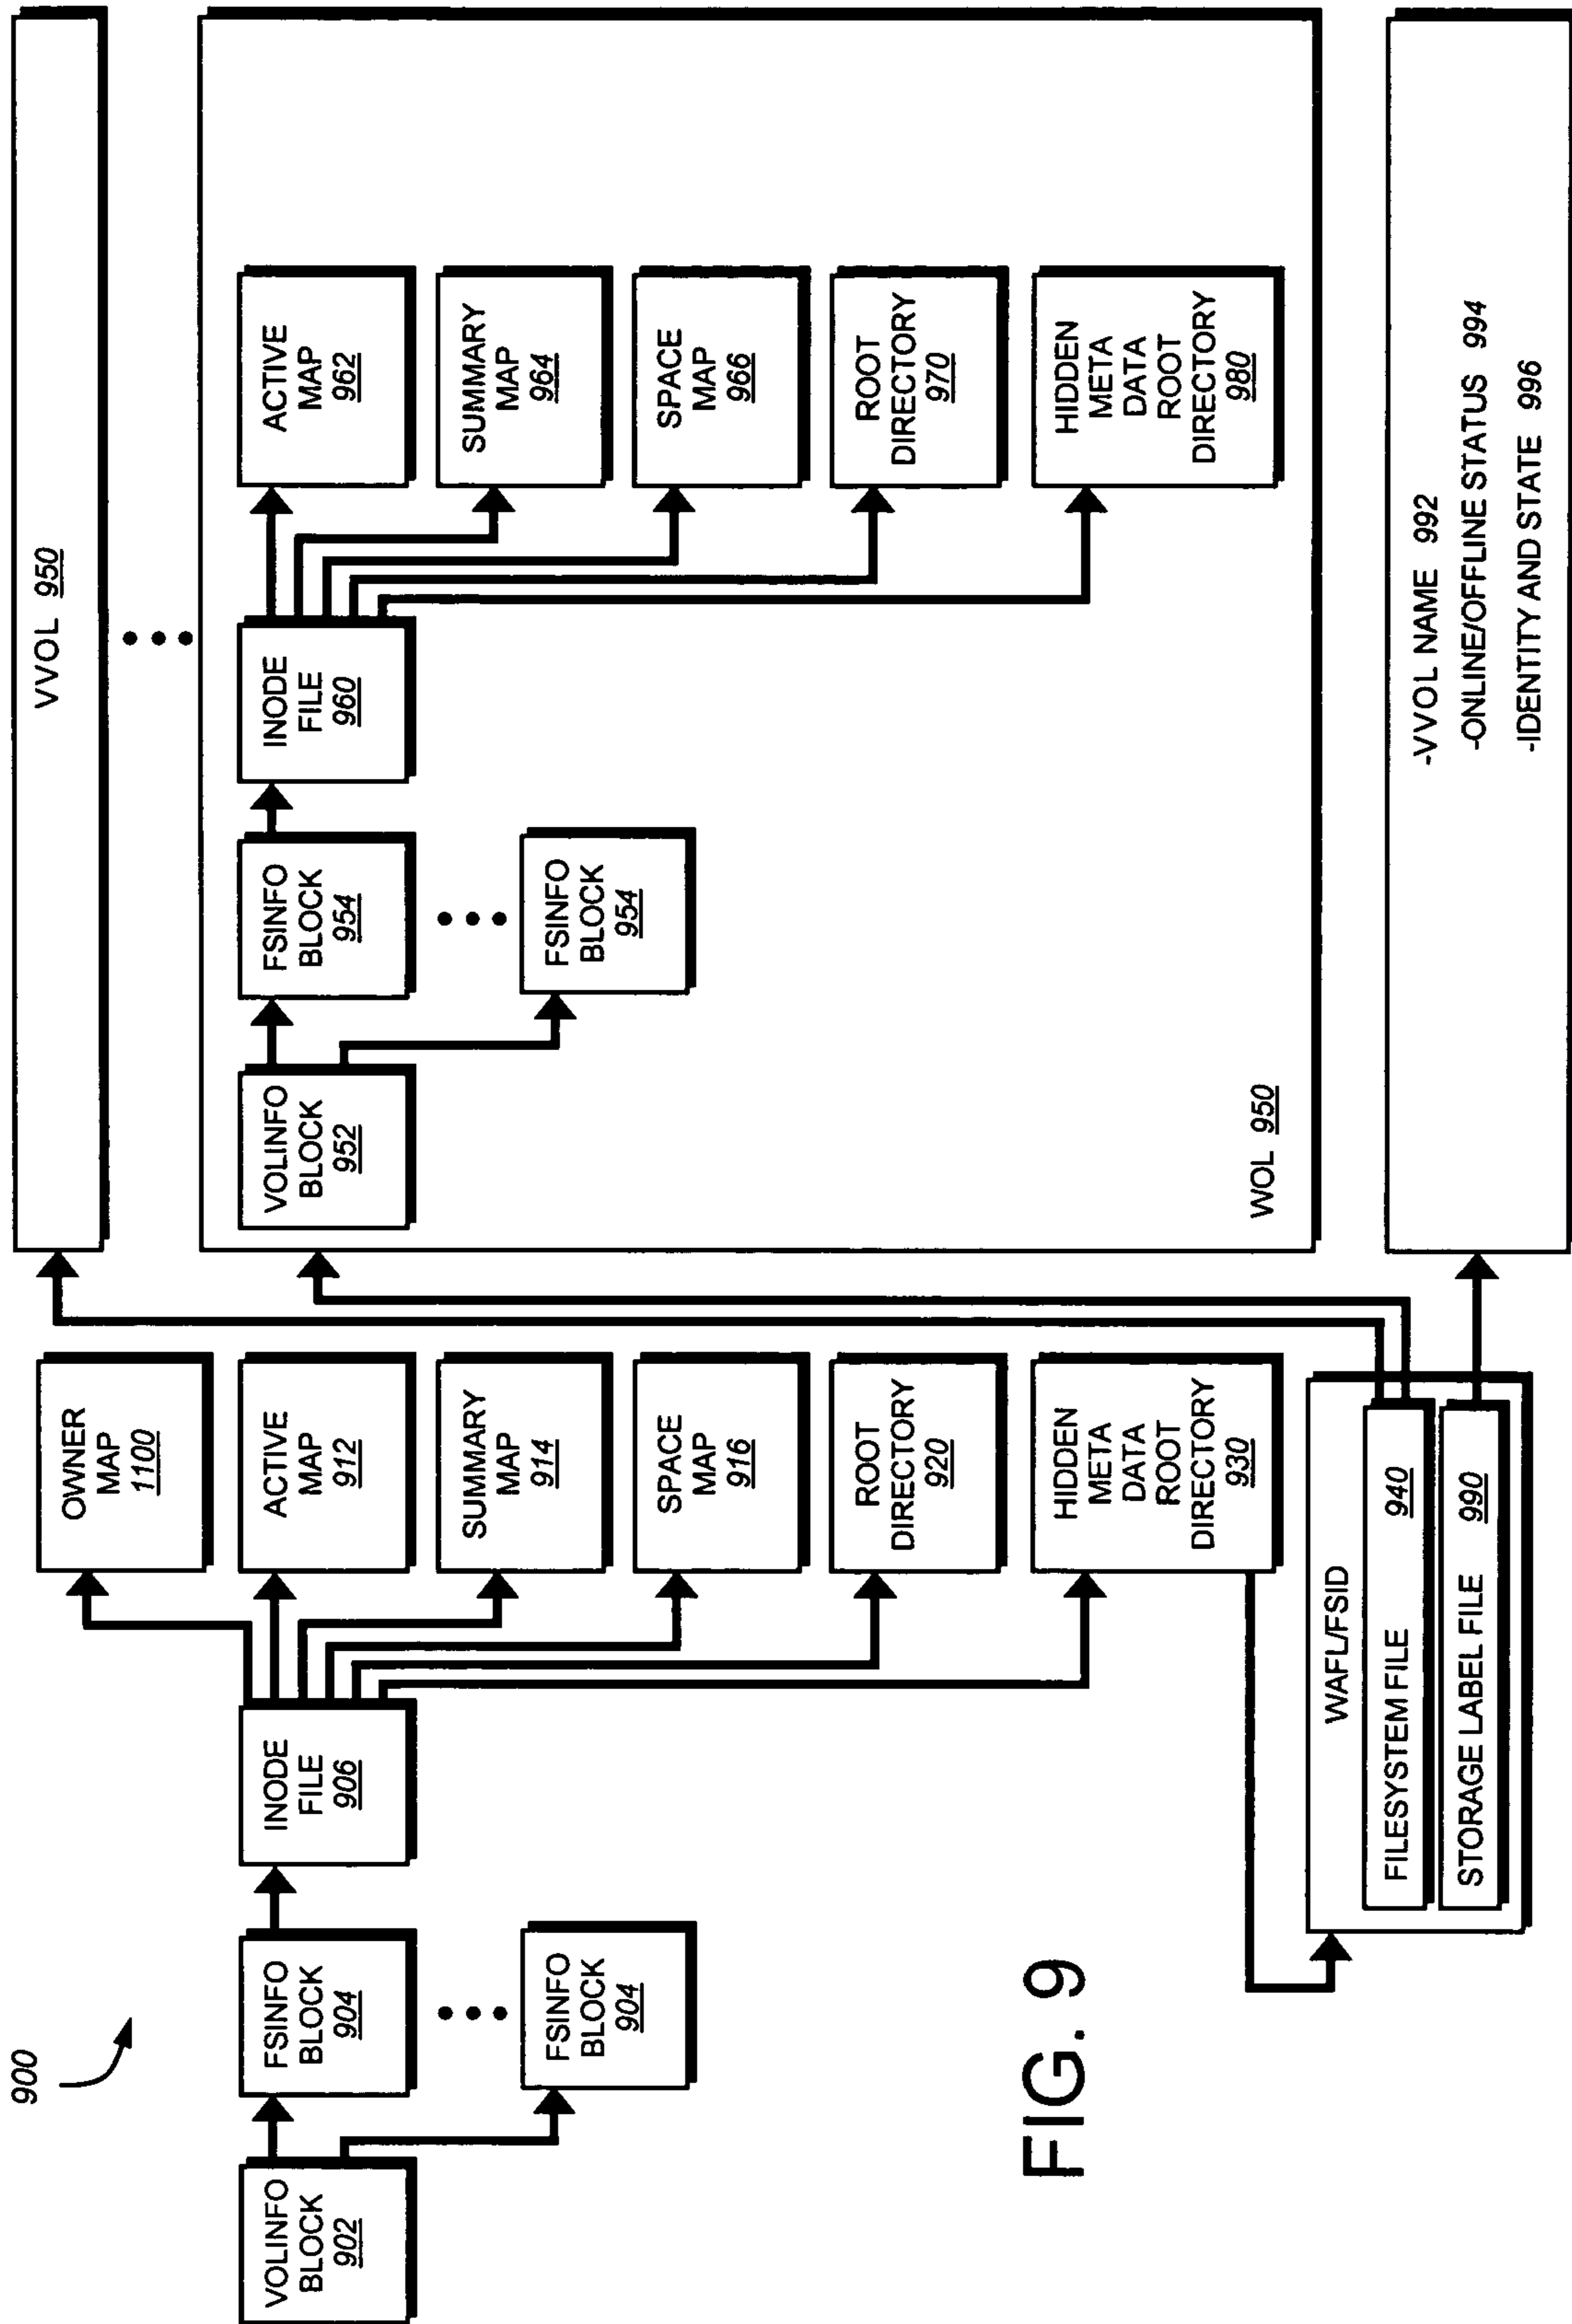 900
VOLINFO
BLOCK
902
FSINFO
BLOCK
904
FSINFO
BLOCK
904
INODE
FILE
906
OWNER
MAP
1100
ACTIVE
MAP
912
SUMMARY
MAP
914
SPACE
MAP
916
ROOT
DIRECTORY
920
HIDDEN
META
DATA
ROOT
DIRECTORY
930
WAFL/FSID
FILESYSTEM FILE 940
STORAGE LABEL FILE 990
VVOL 950
VOLINFO
BLOCK
952
FSINFO
BLOCK
954
FSINFO
BLOCK
954
INODE
FILE
960
ACTIVE
MAP
962
SUMMARY
MAP
964
SPACE
MAP
966
ROOT
DIRECTORY
970
HIDDEN
META
DATA
ROOT
DIRECTORY
980
WOL 950
-VVOL NAME 992
-ONLINE/OFFLINE STATUS 994
-IDENTITY AND STATE 996
FIG. 9